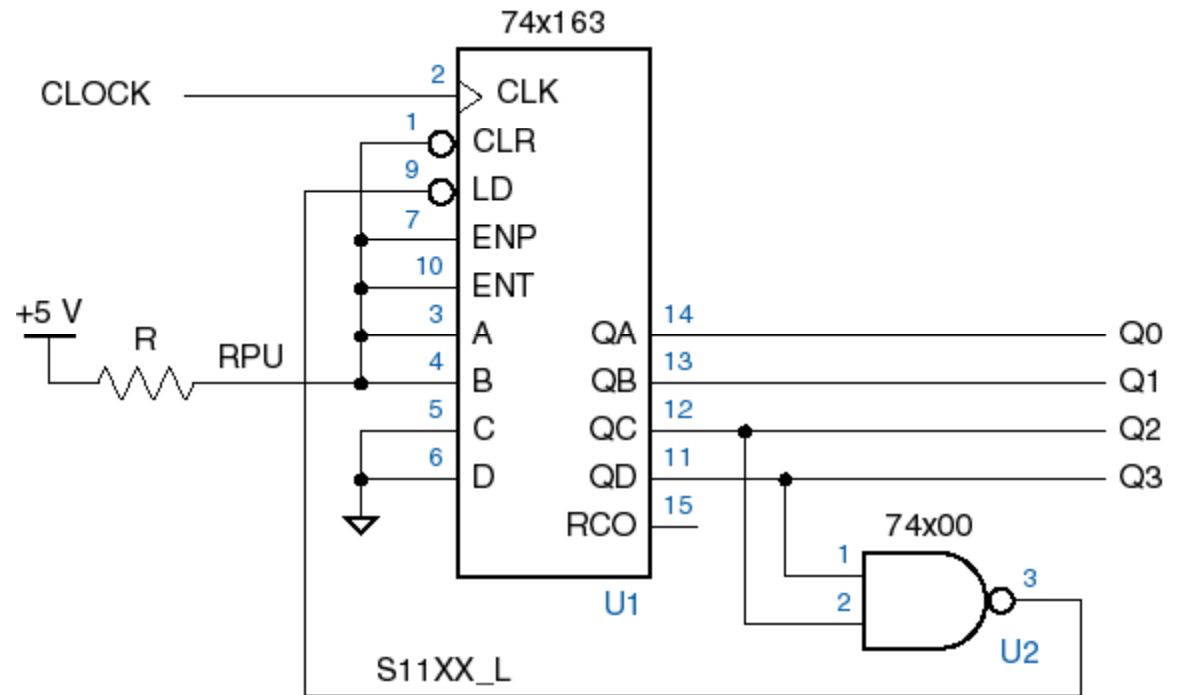 74x163
CLOCK 2 CLK
1 CLR
9 LD
7 ENP
10 ENT
+5 V R RPU
3 A QA 14 Q0
4 B QB 13 Q1
5 C QC 12 Q2
6 D QD 11 Q3
RCO 15
U1
74x00
1
2
3
U2
S11XX_L